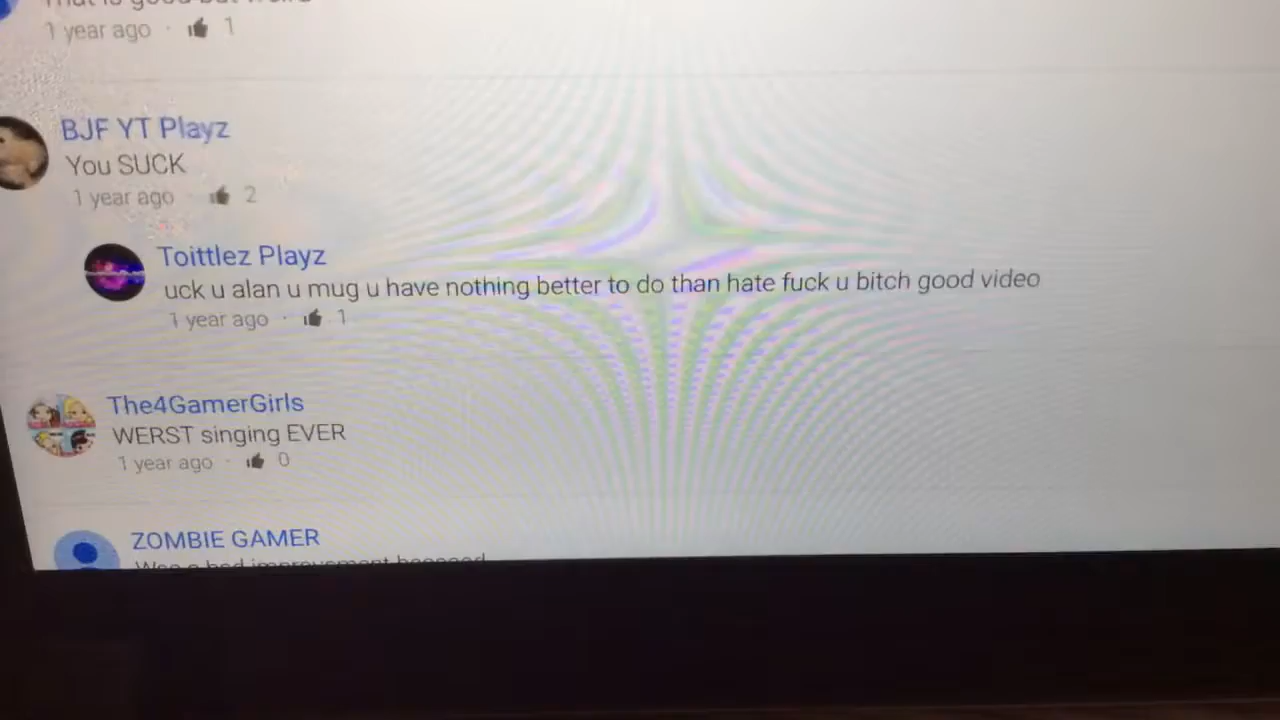 1 year ago · 1
BJF YT Playz
You SUCK
1 year ago · 2
Toittlez Playz
uck u alan u mug u have nothing better to do than hate fuck u bitch good video
1 year ago · 1
The4GamerGirls
WERST singing EVER
1 year ago · 0
ZOMBIE GAMER